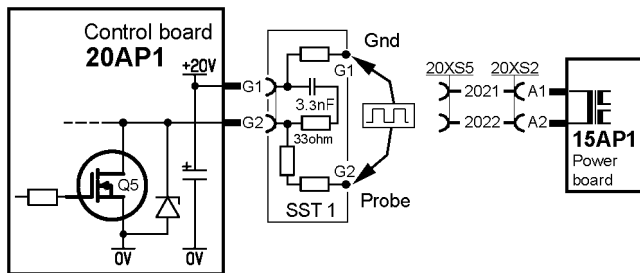 Control board
20AP1
+20V
G1
G2
Q5
+
0V
0V
G1
3.3nF
33ohm
G2
SST 1
Gnd
Probe
20XS5 20XS2
2021 A1
2022 A2
15AP1
Power
board